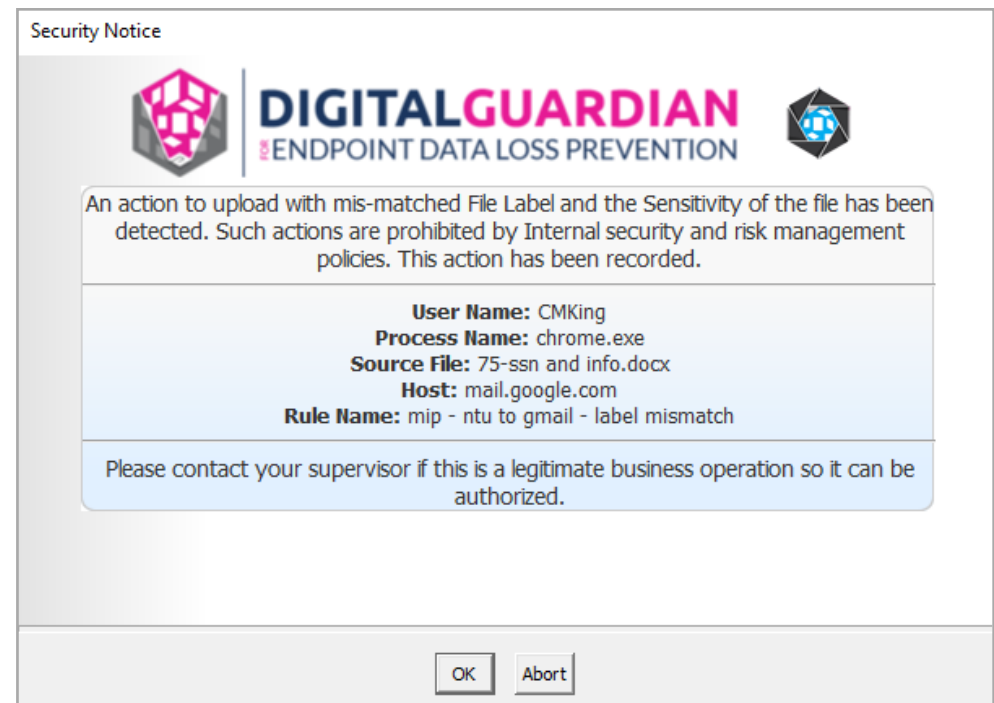 Security Notice
DIGITALGUARDIAN
FOR ENDPOINT DATA LOSS PREVENTION
An action to upload with mis-matched File Label and the Sensitivity of the file has been
detected. Such actions are prohibited by Internal security and risk management
policies. This action has been recorded.
User Name: CMKing
Process Name: chrome.exe
Source File: 75-ssn and info.docx
Host: mail.google.com
Rule Name: mip - ntu to gmail - label mismatch
Please contact your supervisor if this is a legitimate business operation so it can be
authorized.
OK Abort